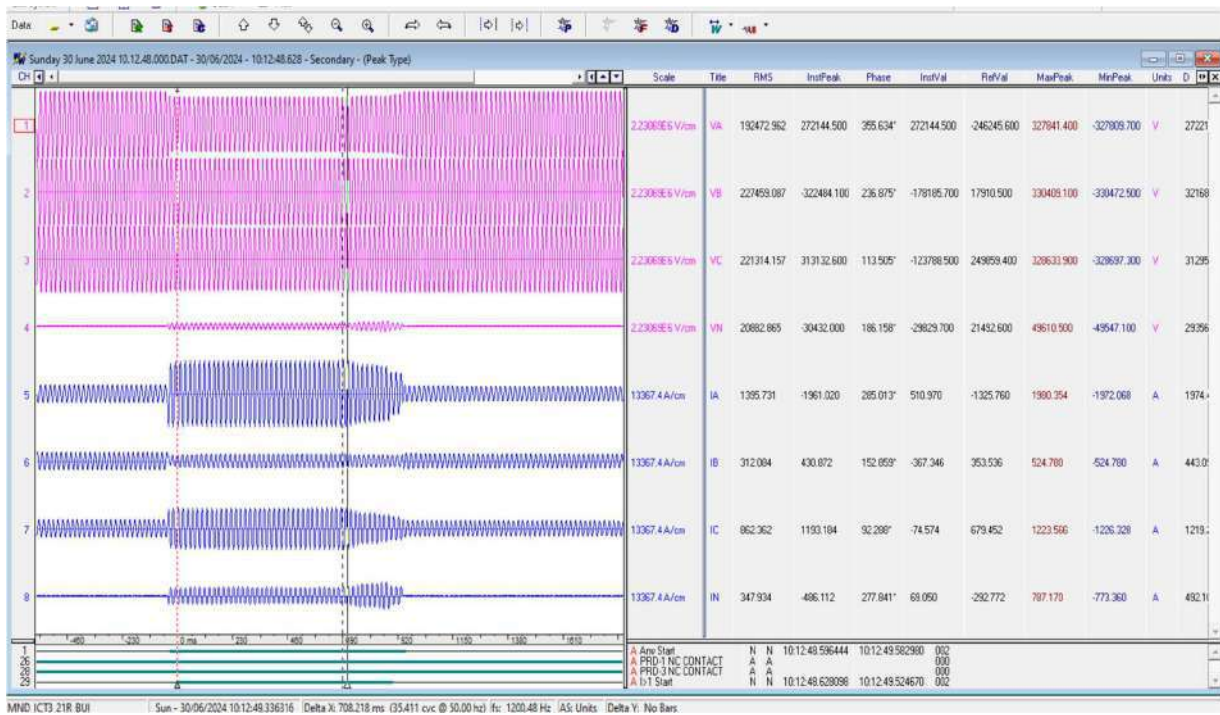 Data:
Sunday 30 June 2024 10.12.48.000.DAT - 30/06/2024 - 10:12:48.628 - Secondary - (Peak Type)
CH Scale Title RMS InstPeak Phase InstVal RefVal MaxPeak MinPeak Units D
1 2.23069E6 V/cm VA 192472.962 272144.500 355.634° 272144.500 -246245.600 327841.400 -327809.700 V 27221
2 2.23069E6 V/cm VB 227459.087 -322484.100 236.875° -178185.700 17910.500 330409.100 -330472.500 V 32168
3 2.23069E6 V/cm VC 221314.157 313132.600 113.505° -123788.500 249859.400 328633.900 -328697.300 V 31295
4 2.23069E6 V/cm VN 20882.865 -30432.000 186.158° -29829.700 21492.600 49610.500 -49547.100 V 29356
5 13367.4 A/cm IA 1395.731 -1961.020 285.013° 510.970 -1325.760 1980.354 -1972.068 A 1974.
6 13367.4 A/cm IB 312.084 430.872 152.859° -367.346 353.536 524.780 -524.780 A 443.0
7 13367.4 A/cm IC 862.362 1193.184 92.288° -74.574 679.452 1223.566 -1226.328 A 1219.
8 13367.4 A/cm IN 347.934 -486.112 277.841° 69.050 -292.772 787.170 -773.360 A 492.1
-460 -230 0 ms 230 460 690 920 1150 1380 1610
1 A Any Start N N 10:12:48.596444 10:12:49.582980 002
26 A PRD-1 NC CONTACT A A 000
28 A PRD-3 NC CONTACT A A 000
29 A I>1 Start N N 10:12:48.628098 10:12:49.524670 002
MND ICT3 21R BUI Sun - 30/06/2024 10:12:49.336316 Delta X: 708.218 ms (35.411 cyc @ 50.00 hz) fs: 1200.48 Hz AS: Units Delta Y: No Bars